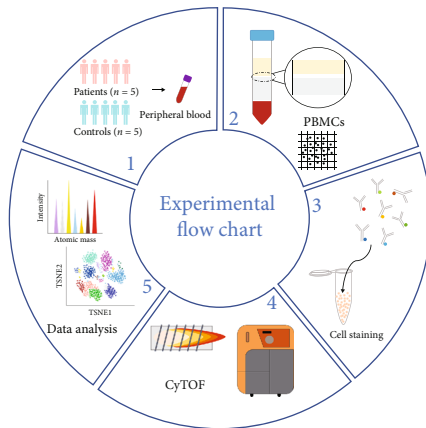 Patients (n = 5)
Controls (n = 5)
Peripheral blood
1
2
PBMCs
3
Cell staining
4
CyTOF
5
Intensity
Atomic mass
TSNE2
TSNE1
Data analysis
Experimental
flow chart